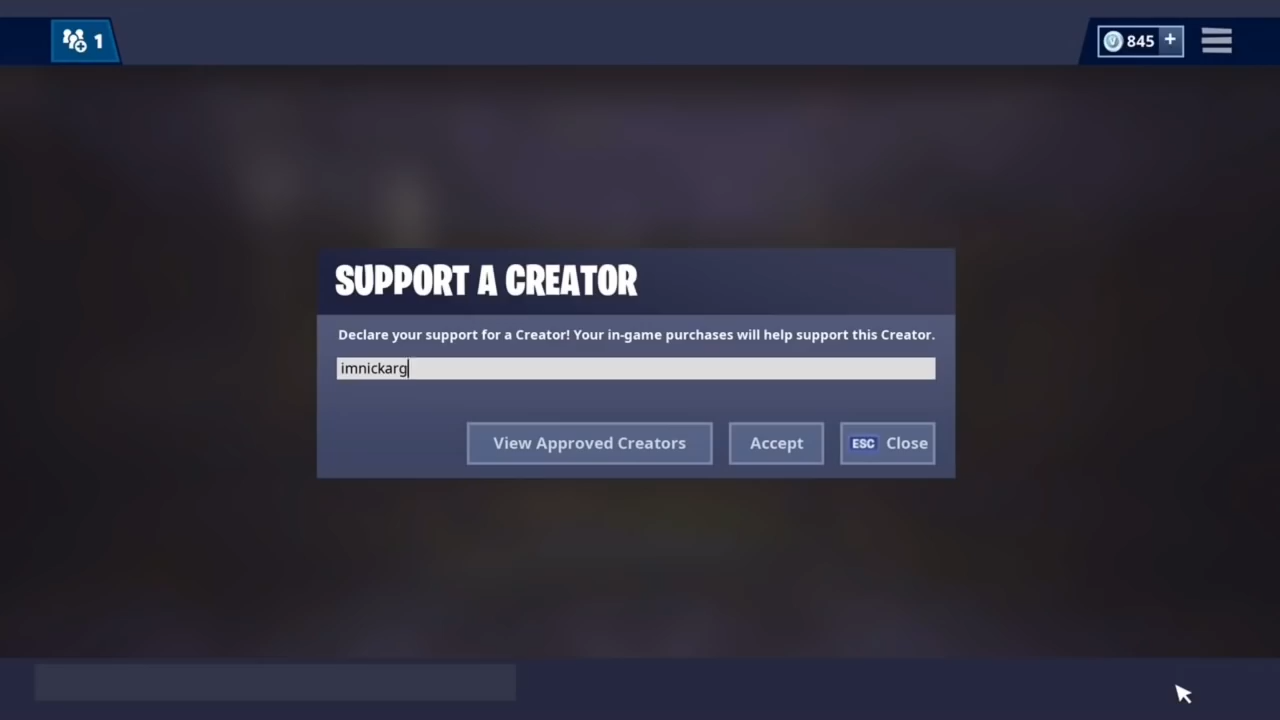 1
845 +
SUPPORT A CREATOR
Declare your support for a Creator! Your in-game purchases will help support this Creator.
imnickarg
View Approved Creators
Accept
ESC Close